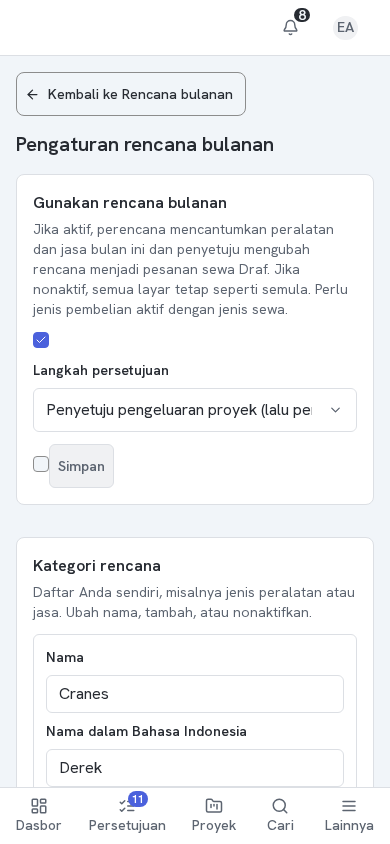 8
EA
Kembali ke Rencana bulanan
Pengaturan rencana bulanan
Gunakan rencana bulanan
Jika aktif, perencana mencantumkan peralatan
dan jasa bulan ini dan penyetuju mengubah
rencana menjadi pesanan sewa Draf. Jika
nonaktif, semua layar tetap seperti semula. Perlu
jenis pembelian aktif dengan jenis sewa.
Langkah persetujuan
Penyetuju pengeluaran proyek (lalu
Simpan
Kategori rencana
Daftar Anda sendiri, misalnya jenis peralatan atau
jasa. Ubah nama, tambah, atau nonaktifkan.
Nama
Cranes
Nama dalam Bahasa Indonesia
Derek
11
Dasbor
Persetujuan
Proyek
Cari
Lainnya